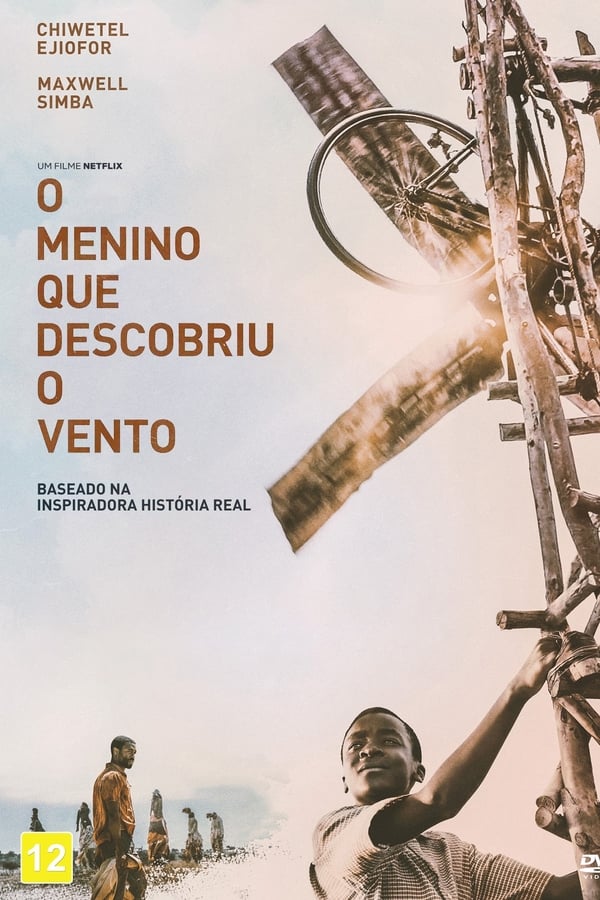 CHIWETEL
EJIOFOR
MAXWELL
SIMBA
UM FILME NETFLIX
O
MENINO
QUE
DESCOBRIU
O
VENTO
BASEADO NA
INSPIRADORA HISTÓRIA REAL
12